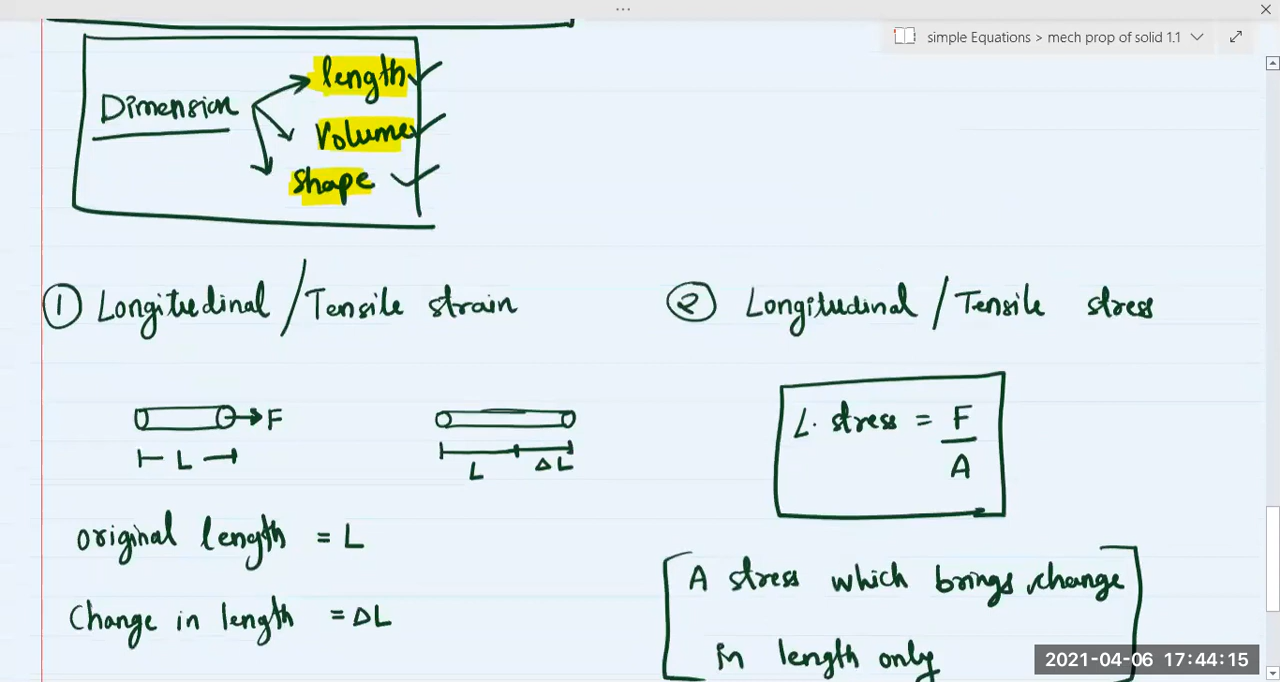 ...
simple Equations > mech prop of solid 1.1
Dimension
length
Volume
shape
① Longitudinal / Tensile strain
F
L
L
ΔL
original length = L
Change in length = ΔL
② Longitudinal / Tensile stress
L. stress = F
A
A stress which brings change
in length only
2021-04-06 17:44:15